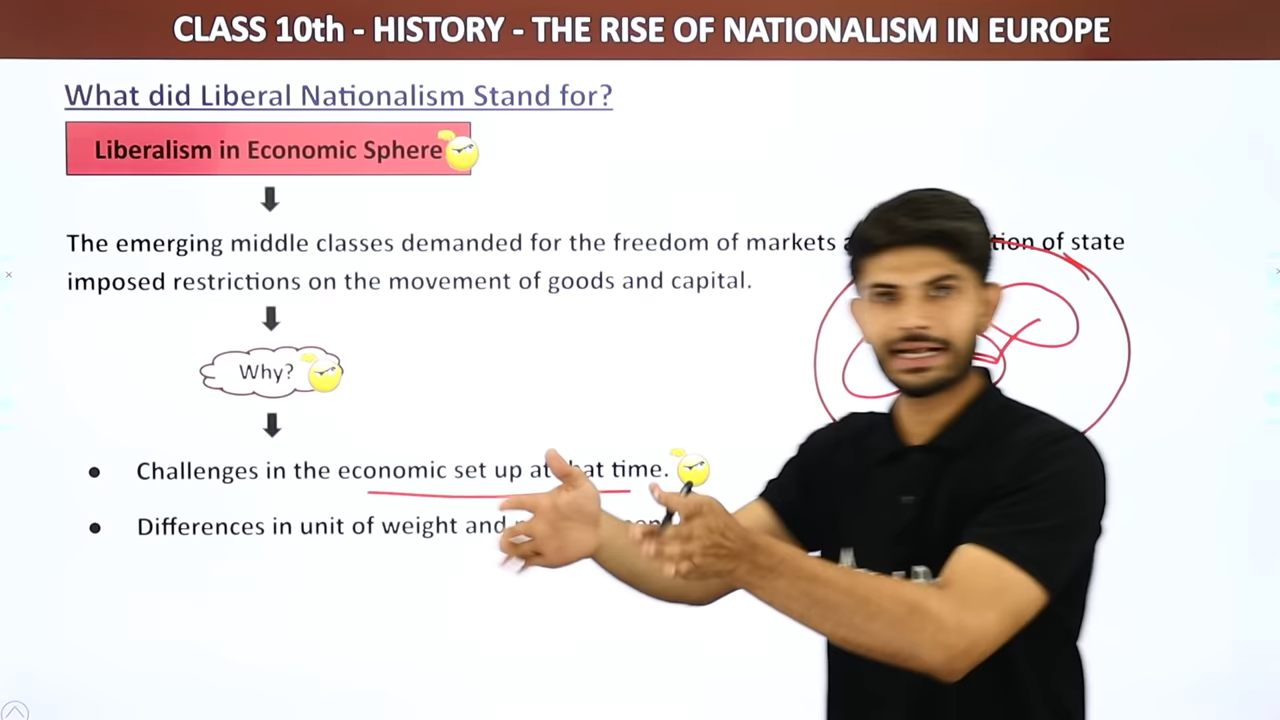 CLASS 10th - HISTORY - THE RISE OF NATIONALISM IN EUROPE
What did Liberal Nationalism Stand for?
Liberalism in Economic Sphere
The emerging middle classes demanded for the freedom of markets of state
imposed restrictions on the movement of goods and capital.
Why?
Challenges in the economic set up at that time.
Differences in unit of weight and